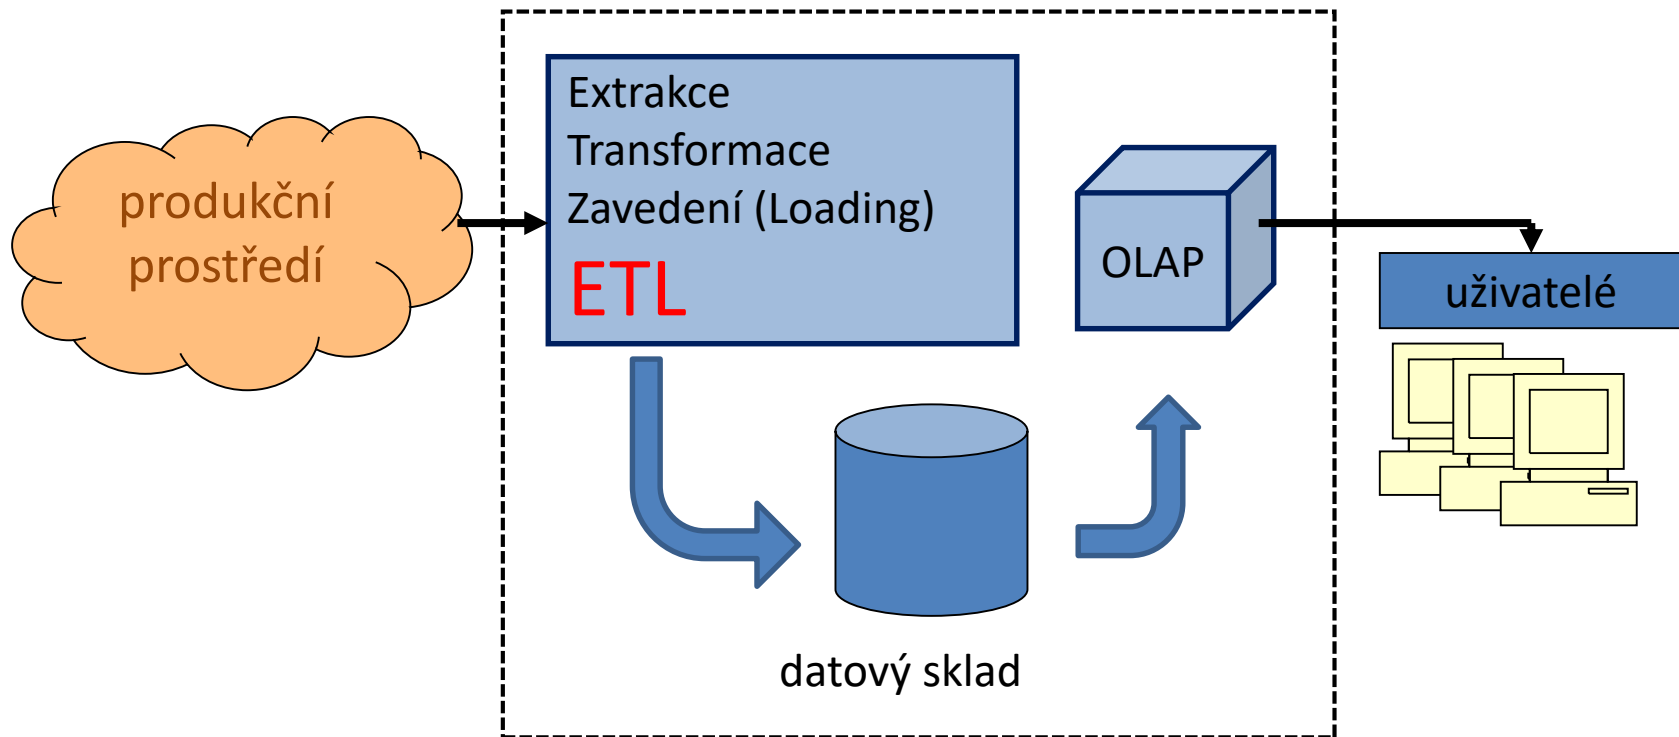 produkční
prostředí
Extrakce
Transformace
Zavedení (Loading)
ETL
OLAP
uživatelé
datový sklad